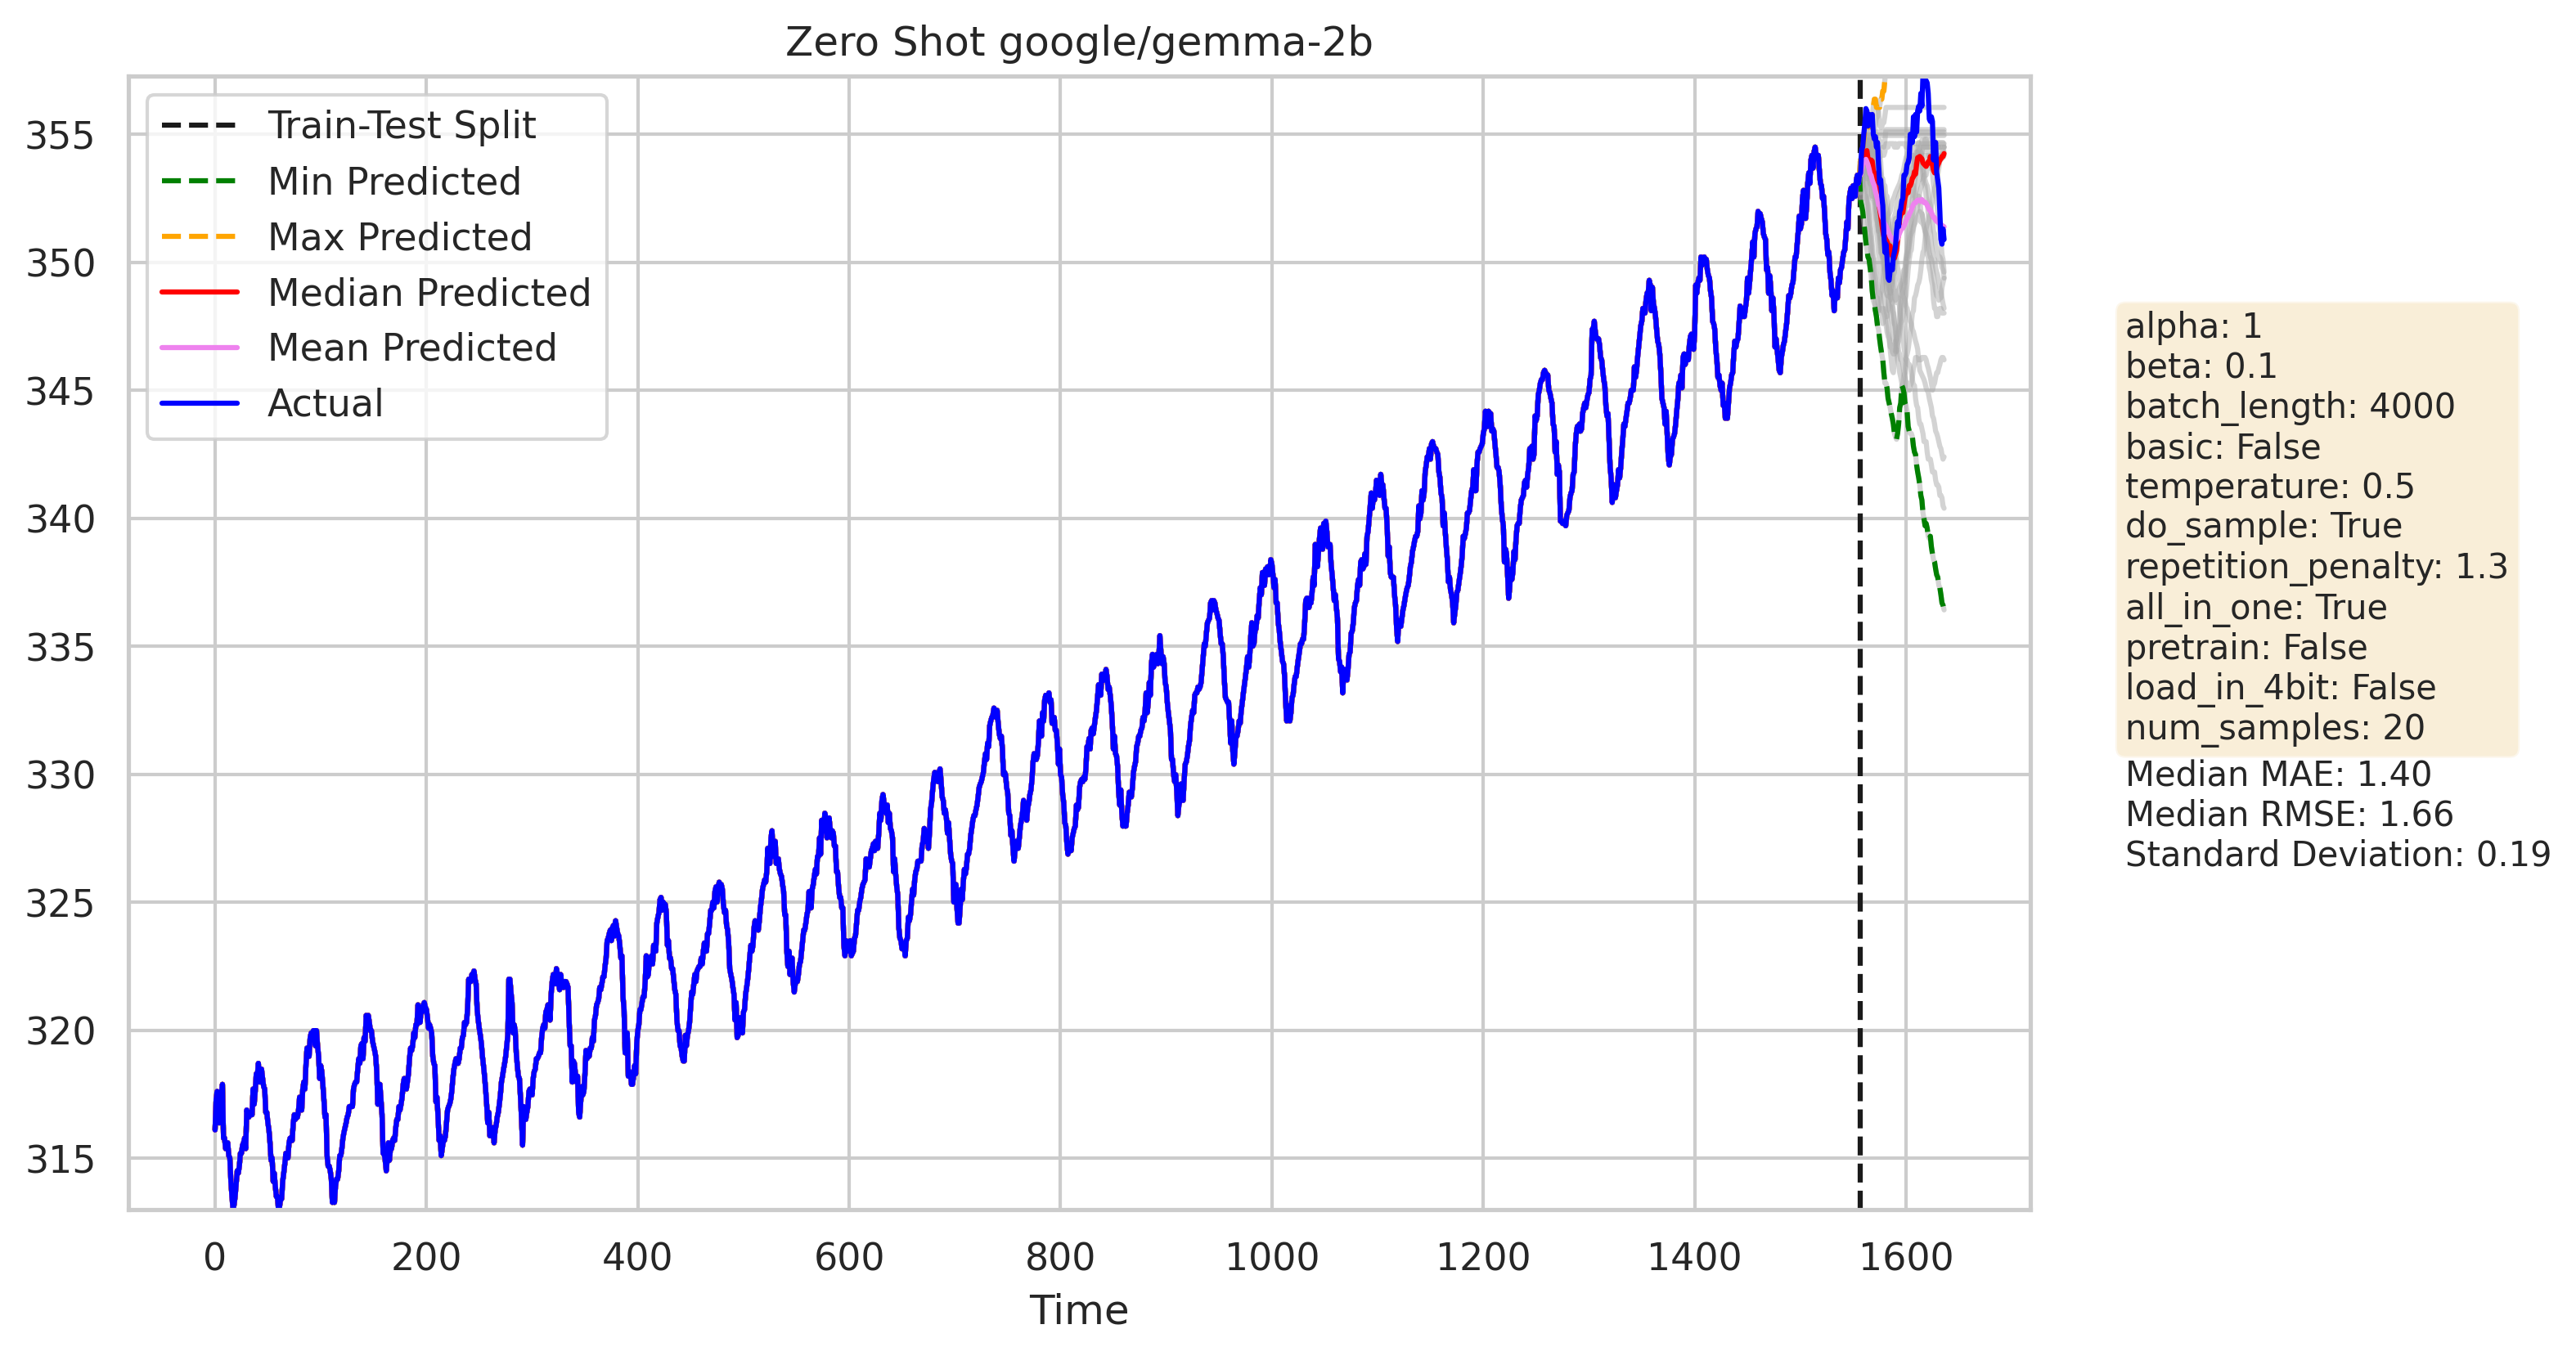 Zero Shot google/gemma-2b
Train-Test Split
Min Predicted
Max Predicted
Median Predicted
Mean Predicted
Actual
355
350
345
340
335
330
325
320
315
0 200 400 600 800 1000 1200 1400 1600
Time
alpha: 1
beta: 0.1
batch_length: 4000
basic: False
temperature: 0.5
do_sample: True
repetition_penalty: 1.3
all_in_one: True
pretrain: False
load_in_4bit: False
num_samples: 20
Median MAE: 1.40
Median RMSE: 1.66
Standard Deviation: 0.19